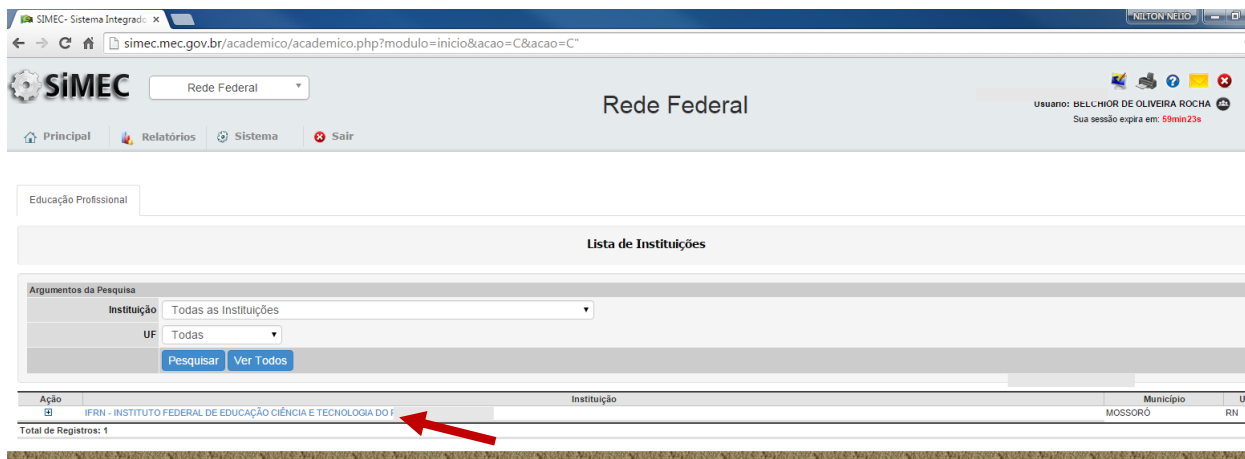 SIMEC- Sistema Integrado
NILTON NÉLIO
simec.mec.gov.br/academico/academico.php?modulo=inicio&acao=C&acao=C"
SiMEC
Rede Federal
Rede Federal
Usuário: BELCHIOR DE OLIVEIRA ROCHA
Sua sessão expira em: 59min23s
Principal Relatórios Sistema Sair
Educação Profissional
Lista de Instituições
Argumentos da Pesquisa
Instituição Todas as Instituições
UF Todas
Pesquisar Ver Todos
Ação Instituição Município U
IFRN - INSTITUTO FEDERAL DE EDUCAÇÃO CIÊNCIA E TECNOLOGIA DO MOSSORÓ RN
Total de Registros: 1